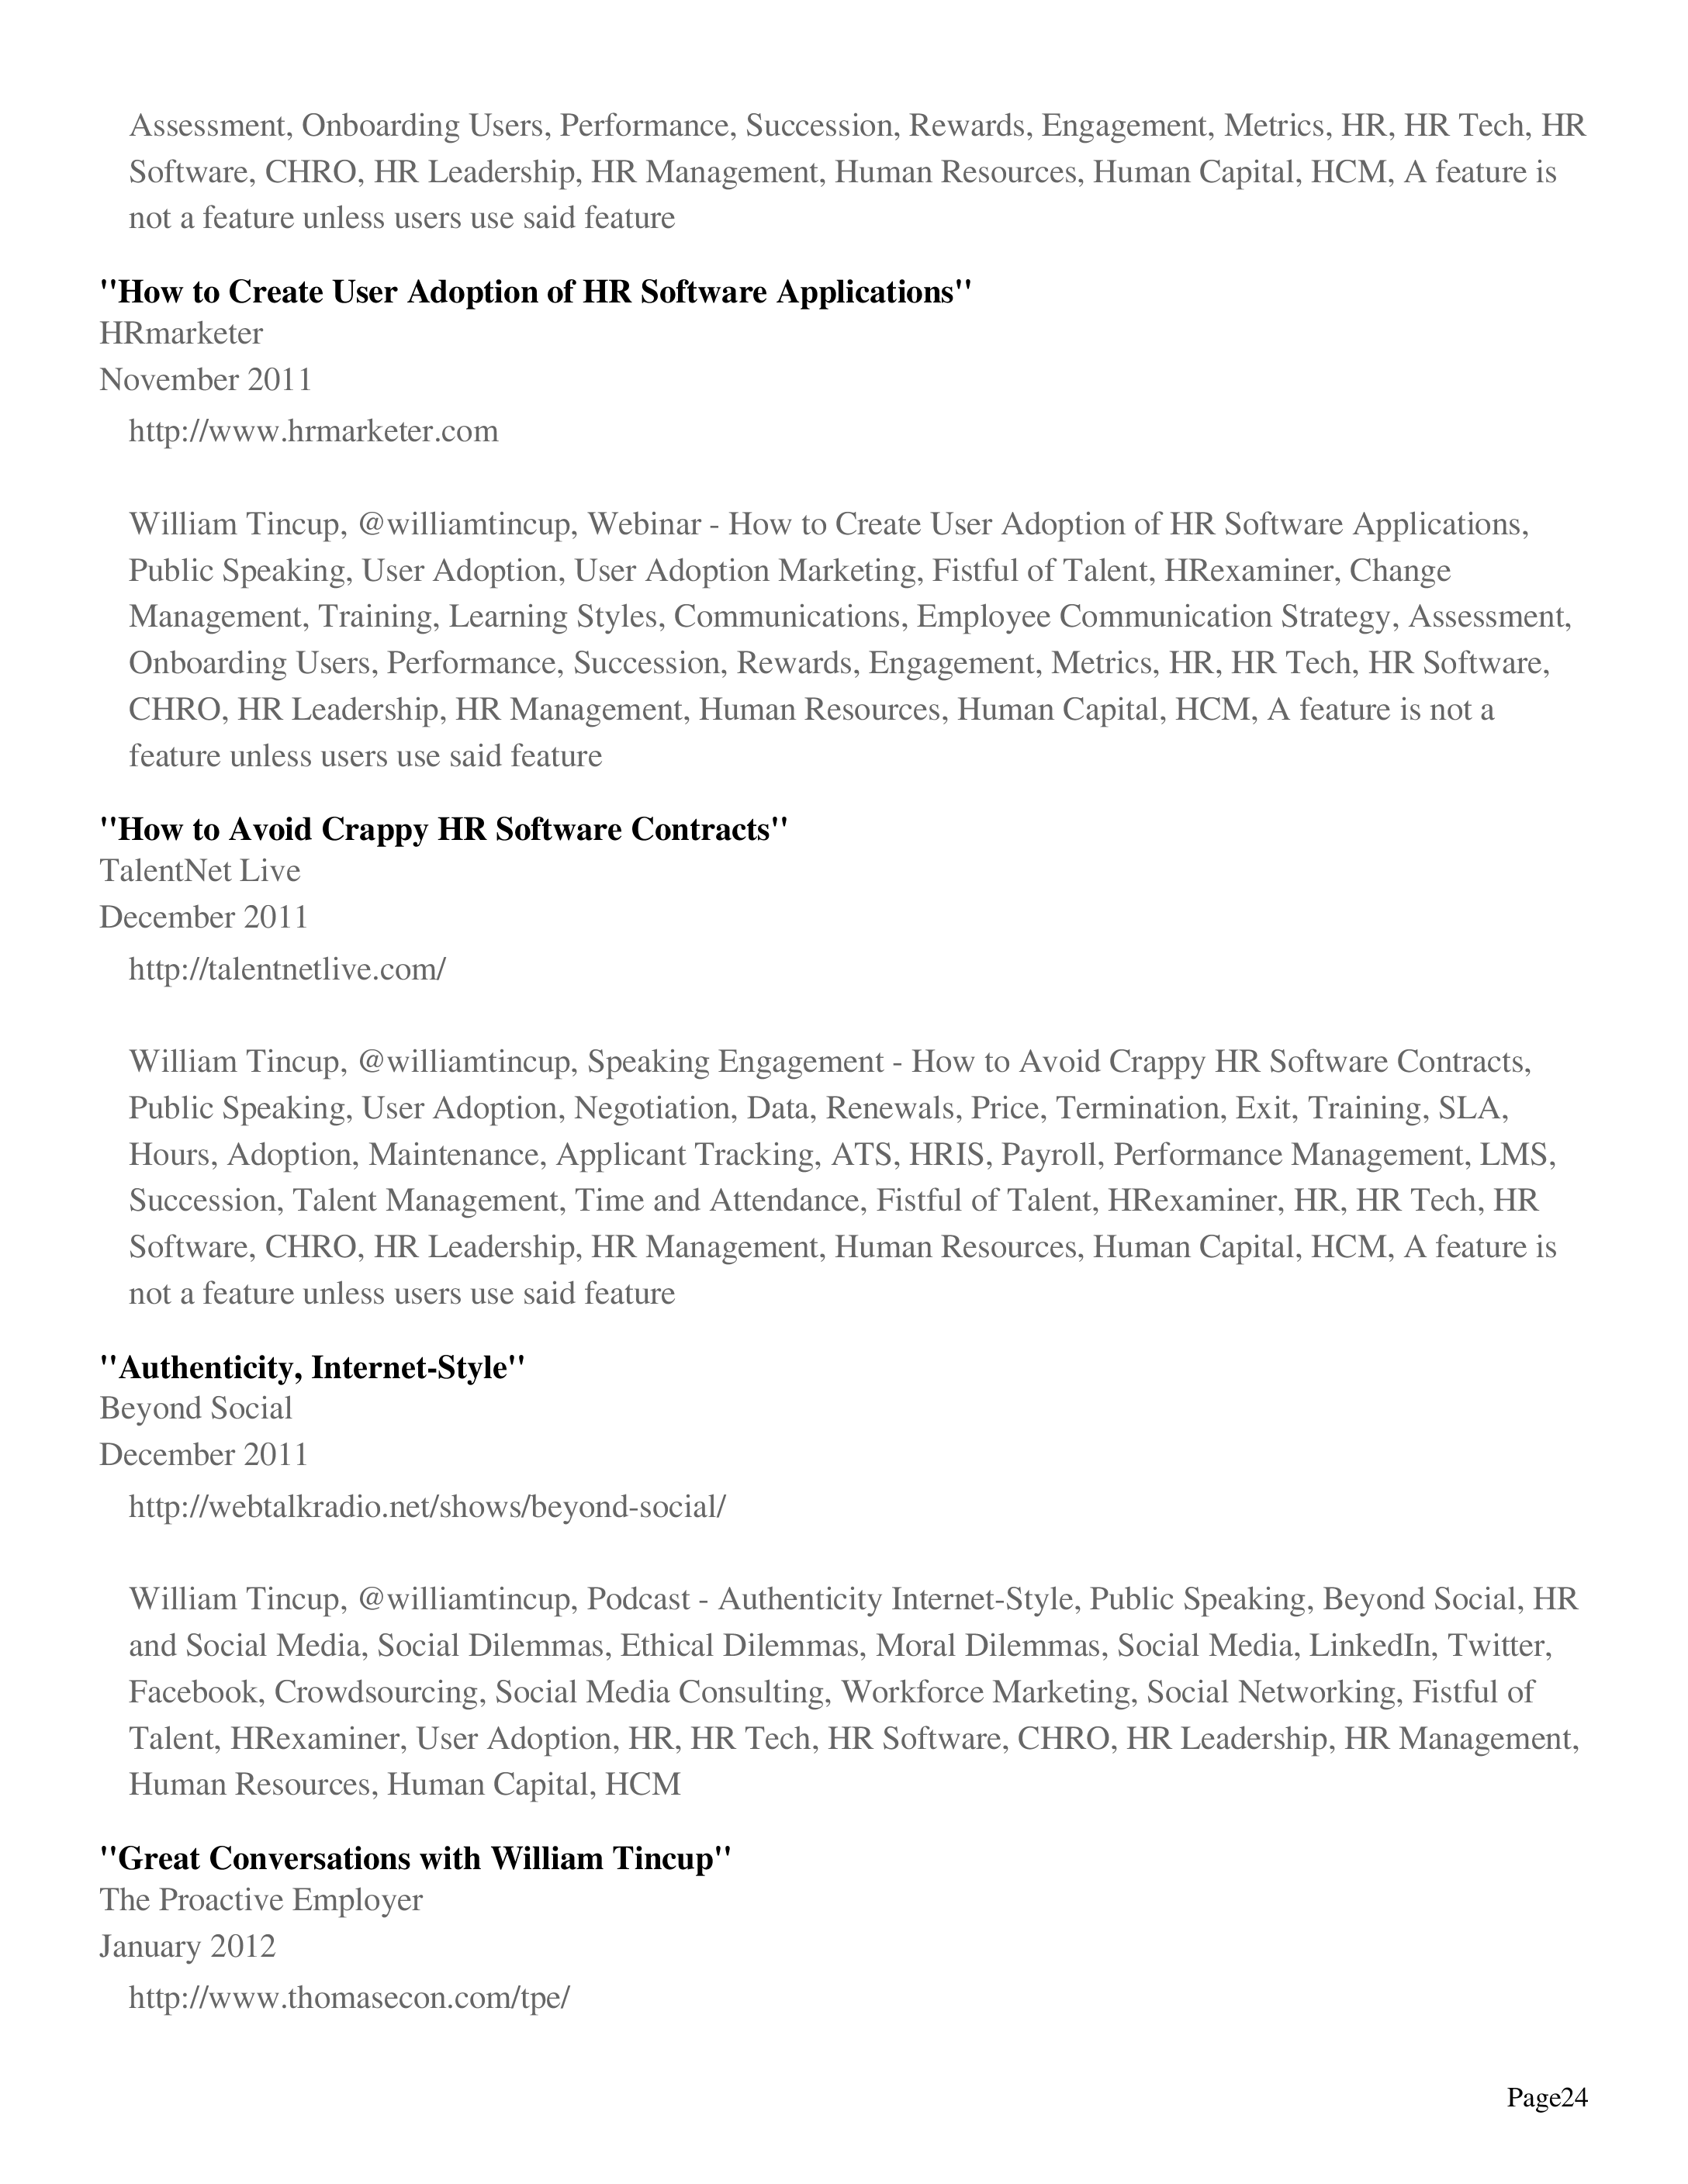 Assessment, Onboarding Users, Performance, Succession, Rewards, Engagement, Metrics, HR, HR Tech, HR
Software, CHRO, HR Leadership, HR Management, Human Resources, Human Capital, HCM, A feature is
not a feature unless users use said feature
"How to Create User Adoption of HR Software Applications"
HRmarketer
November 2011
http://www.hrmarketer.com
William Tincup, @williamtincup, Webinar - How to Create User Adoption of HR Software Applications,
Public Speaking, User Adoption, User Adoption Marketing, Fistful of Talent, HRexaminer, Change
Management, Training, Learning Styles, Communications, Employee Communication Strategy, Assessment,
Onboarding Users, Performance, Succession, Rewards, Engagement, Metrics, HR, HR Tech, HR Software,
CHRO, HR Leadership, HR Management, Human Resources, Human Capital, HCM, A feature is not a
feature unless users use said feature
"How to Avoid Crappy HR Software Contracts"
TalentNet Live
December 2011
http://talentnetlive.com/
William Tincup, @williamtincup, Speaking Engagement - How to Avoid Crappy HR Software Contracts,
Public Speaking, User Adoption, Negotiation, Data, Renewals, Price, Termination, Exit, Training, SLA,
Hours, Adoption, Maintenance, Applicant Tracking, ATS, HRIS, Payroll, Performance Management, LMS,
Succession, Talent Management, Time and Attendance, Fistful of Talent, HRexaminer, HR, HR Tech, HR
Software, CHRO, HR Leadership, HR Management, Human Resources, Human Capital, HCM, A feature is
not a feature unless users use said feature
"Authenticity, Internet-Style"
Beyond Social
December 2011
http://webtalkradio.net/shows/beyond-social/
William Tincup, @williamtincup, Podcast - Authenticity Internet-Style, Public Speaking, Beyond Social, HR
and Social Media, Social Dilemmas, Ethical Dilemmas, Moral Dilemmas, Social Media, LinkedIn, Twitter,
Facebook, Crowdsourcing, Social Media Consulting, Workforce Marketing, Social Networking, Fistful of
Talent, HRexaminer, User Adoption, HR, HR Tech, HR Software, CHRO, HR Leadership, HR Management,
Human Resources, Human Capital, HCM
"Great Conversations with William Tincup"
The Proactive Employer
January 2012
http://www.thomasecon.com/tpe/
Page24